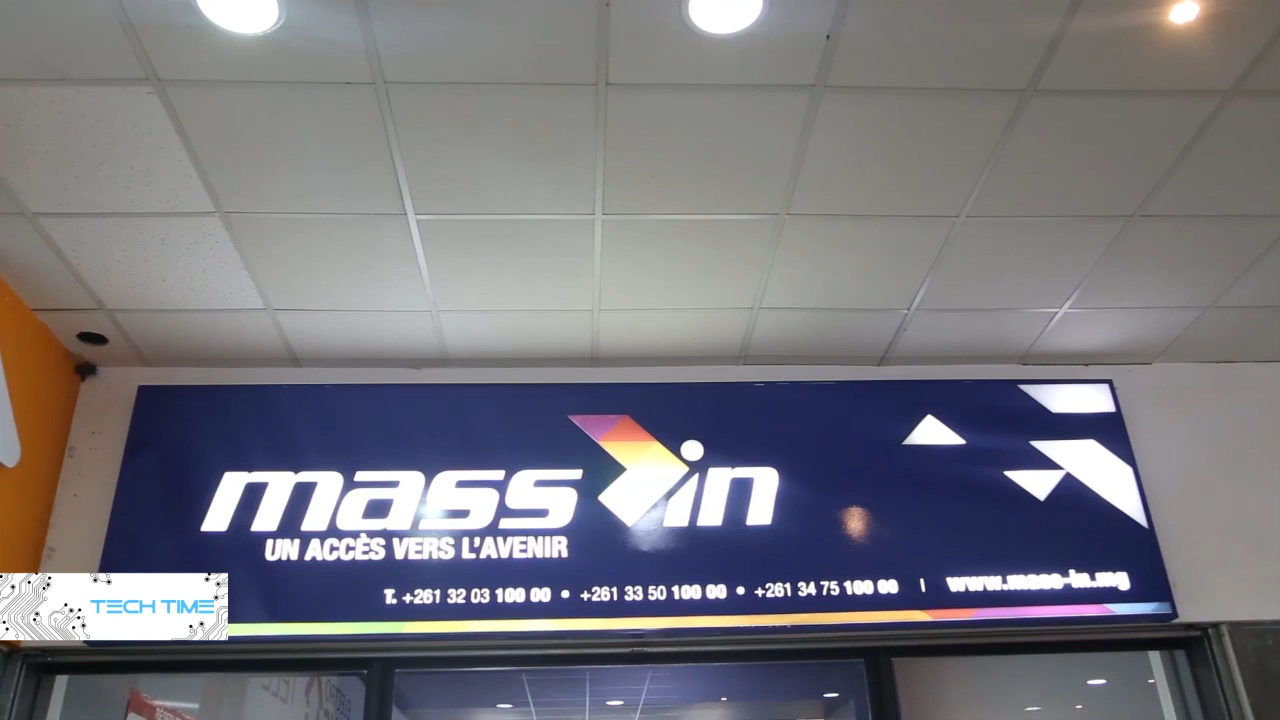 mass in
UN ACCÈS VERS L'AVENIR
T. +261 32 03 100 00 • +261 33 50 100 00 • +261 34 75 100 00 | www.mass-in.mg
TECH TIME